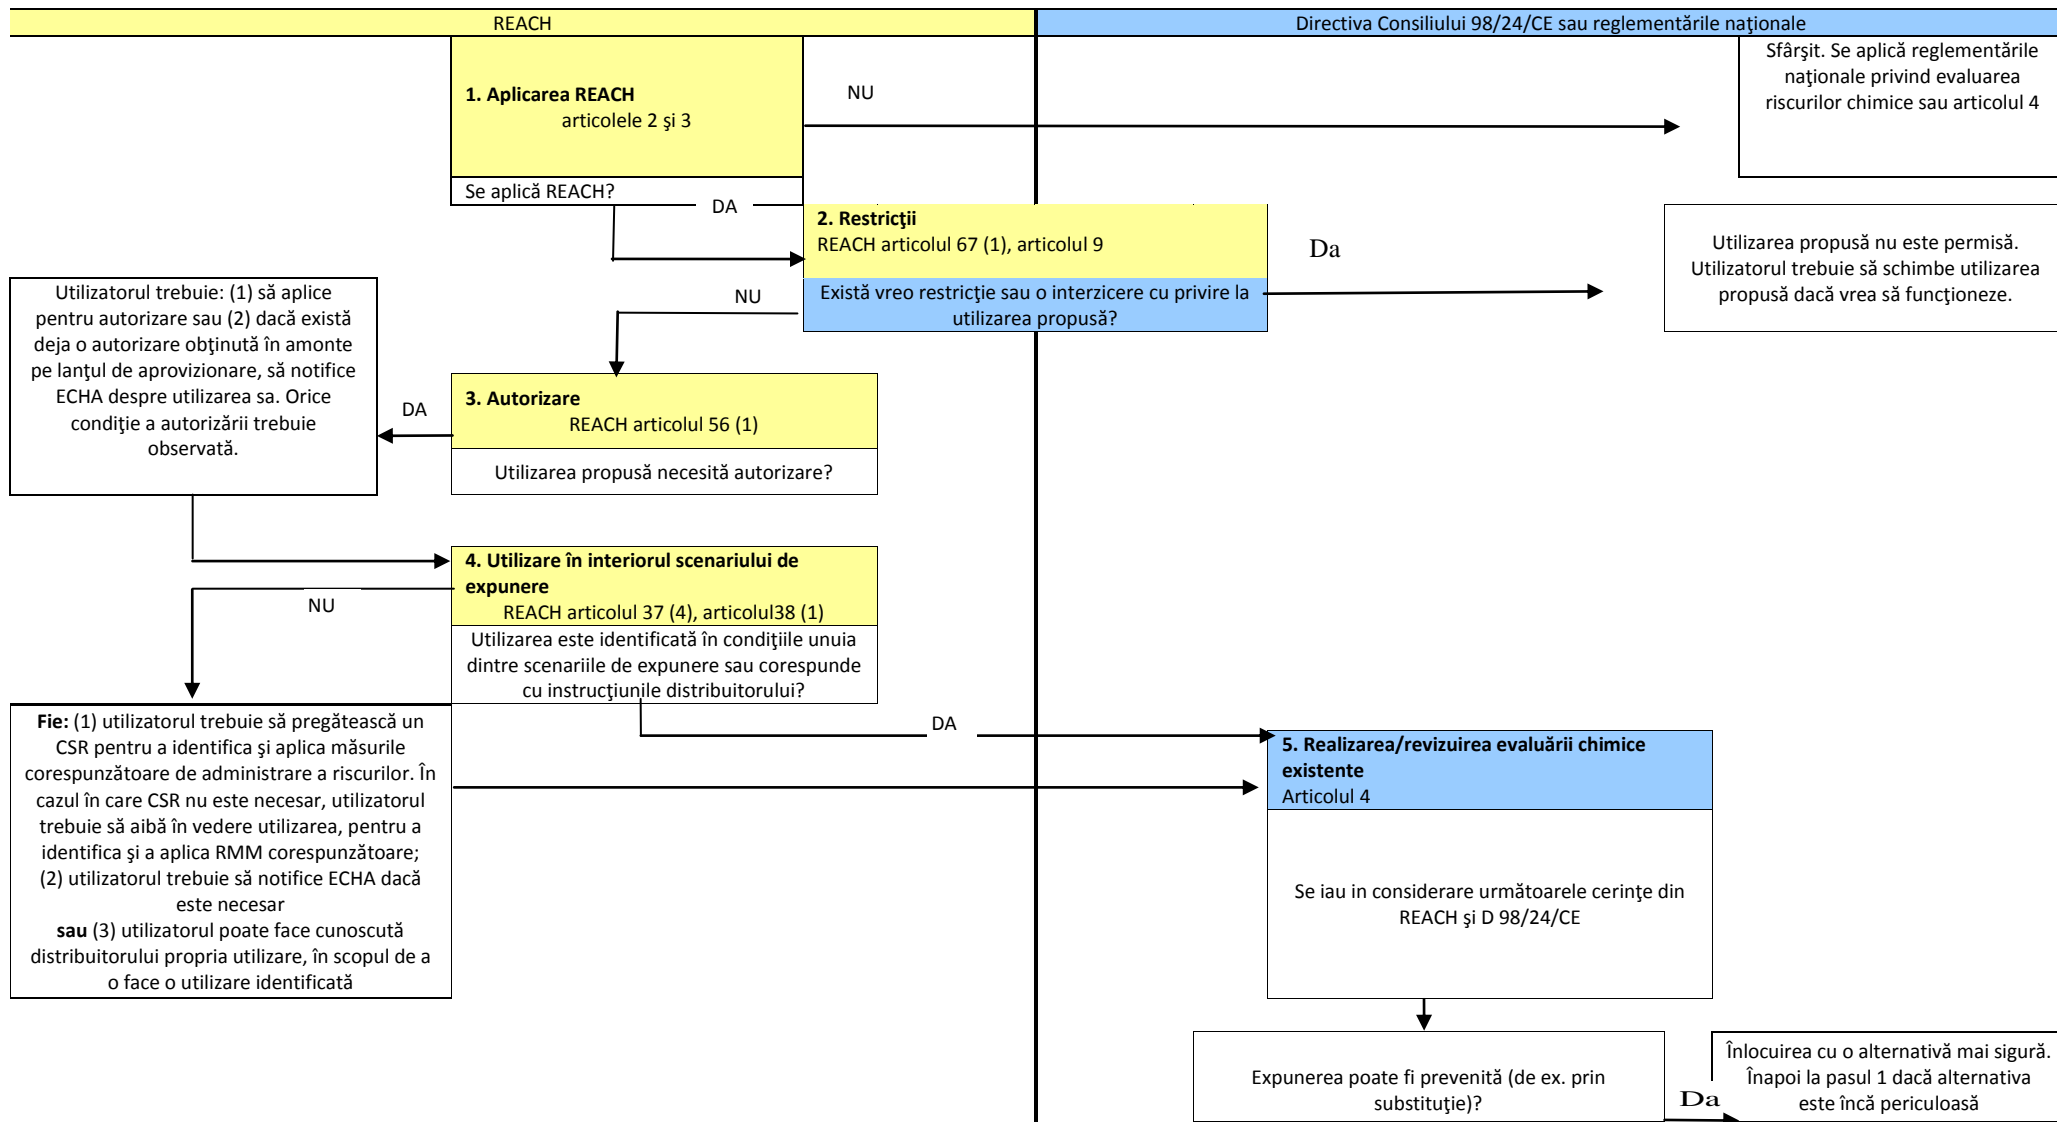 REACH
Directiva Consiliului 98/24/CE sau reglementările naţionale
1. Aplicarea REACH
articolele 2 şi 3
Se aplică REACH?
NU
Sfârşit. Se aplică reglementările
naţionale privind evaluarea
riscurilor chimice sau articolul 4
DA
2. Restricţii
REACH articolul 67 (1), articolul 9
Există vreo restricţie sau o interzicere cu privire la
utilizarea propusă?
Da
Utilizarea propusă nu este permisă.
Utilizatorul trebuie să schimbe utilizarea
propusă dacă vrea să funcţioneze.
NU
3. Autorizare
REACH articolul 56 (1)
Utilizarea propusă necesită autorizare?
DA
Utilizatorul trebuie: (1) să aplice
pentru autorizare sau (2) dacă există
deja o autorizare obţinută în amonte
pe lanţul de aprovizionare, să notifice
ECHA despre utilizarea sa. Orice
condiţie a autorizării trebuie
observată.
4. Utilizare în interiorul scenariului de
expunere
REACH articolul 37 (4), articolul38 (1)
Utilizarea este identificată în condiţiile unuia
dintre scenariile de expunere sau corespunde
cu instrucţiunile distribuitorului?
NU
Fie: (1) utilizatorul trebuie să pregătească un
CSR pentru a identifica şi aplica măsurile
corespunzătoare de administrare a riscurilor. În
cazul în care CSR nu este necesar, utilizatorul
trebuie să aibă în vedere utilizarea, pentru a
identifica şi a aplica RMM corespunzătoare;
(2) utilizatorul trebuie să notifice ECHA dacă
este necesar
sau (3) utilizatorul poate face cunoscută
distribuitorului propria utilizare, în scopul de a
o face o utilizare identificată
DA
5. Realizarea/revizuirea evaluării chimice
existente
Articolul 4
Se iau in considerare următoarele cerinţe din
REACH şi D 98/24/CE
Expunerea poate fi prevenită (de ex. prin
substituţie)?
Da
Înlocuirea cu o alternativă mai sigură.
Înapoi la pasul 1 dacă alternativa
este încă periculoasă